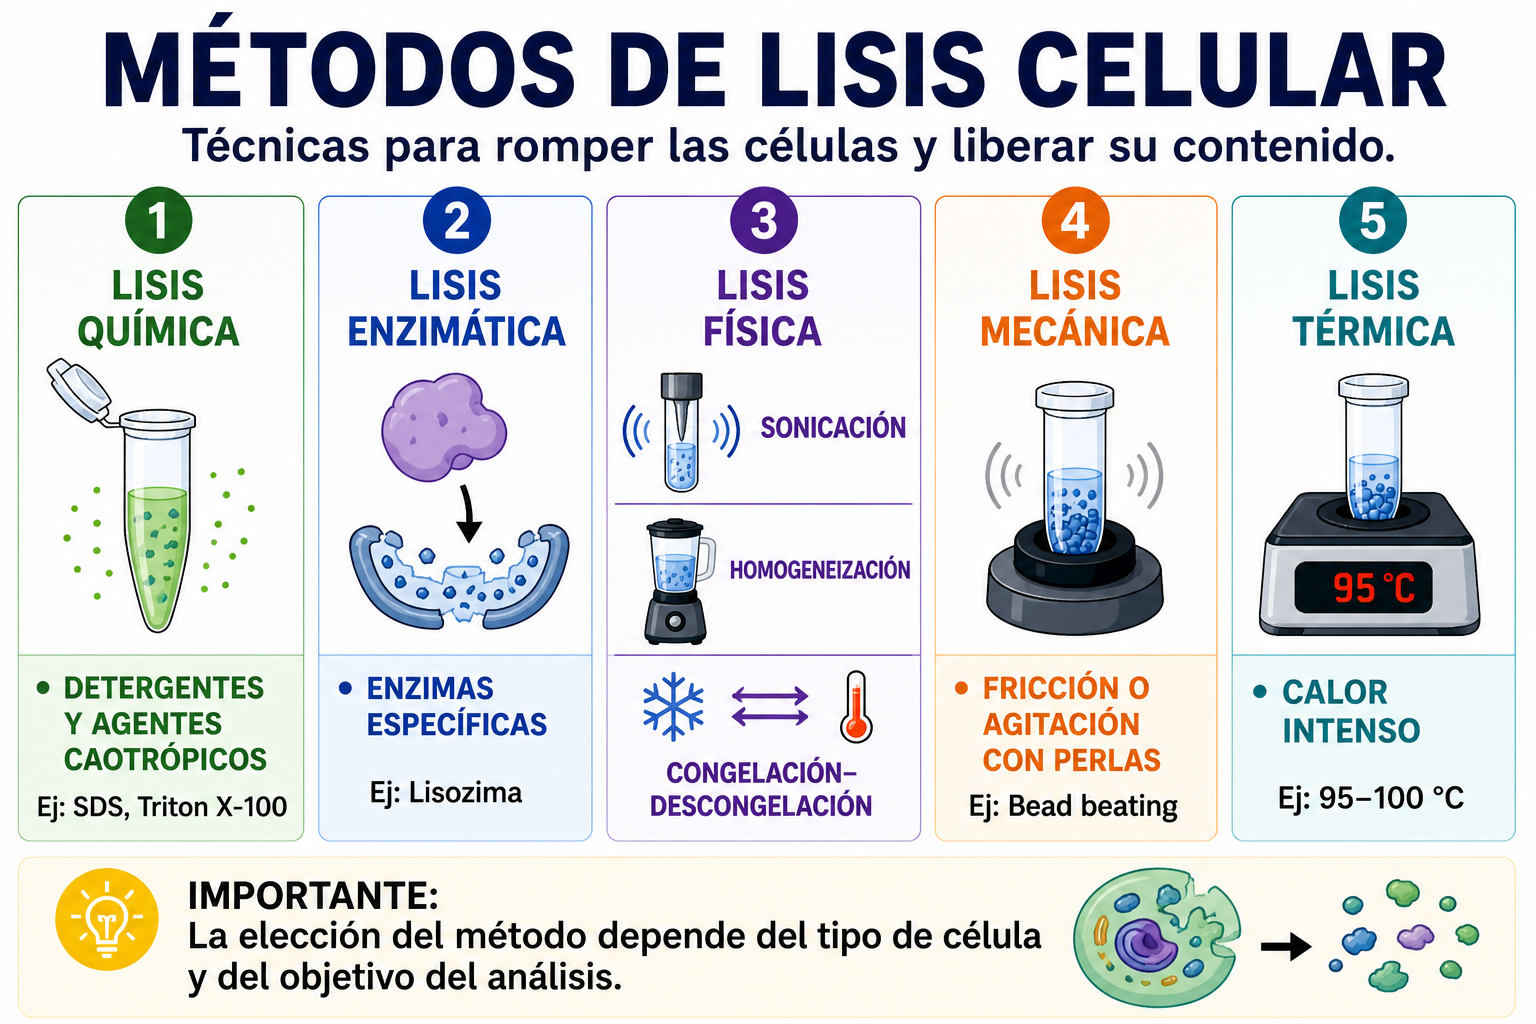 MÉTODOS DE LISIS CELULAR
Técnicas para romper las células y liberar su contenido.
1
LISIS
QUÍMICA
• DETERGENTES
Y AGENTES
CAOTRÓPICOS
Ej: SDS, Triton X-100
2
LISIS
ENZIMÁTICA
• ENZIMAS
ESPECÍFICAS
Ej: Lisozima
3
LISIS
FÍSICA
SONICACIÓN
HOMOGENEIZACIÓN
CONGELACIÓN–
DESCONGELACIÓN
4
LISIS
MECÁNICA
• FRICCIÓN O
AGITACIÓN
CON PERLAS
Ej: Bead beating
5
LISIS
TÉRMICA
95 °C
• CALOR
INTENSO
Ej: 95–100 °C
IMPORTANTE:
La elección del método depende del tipo de célula
y del objetivo del análisis.